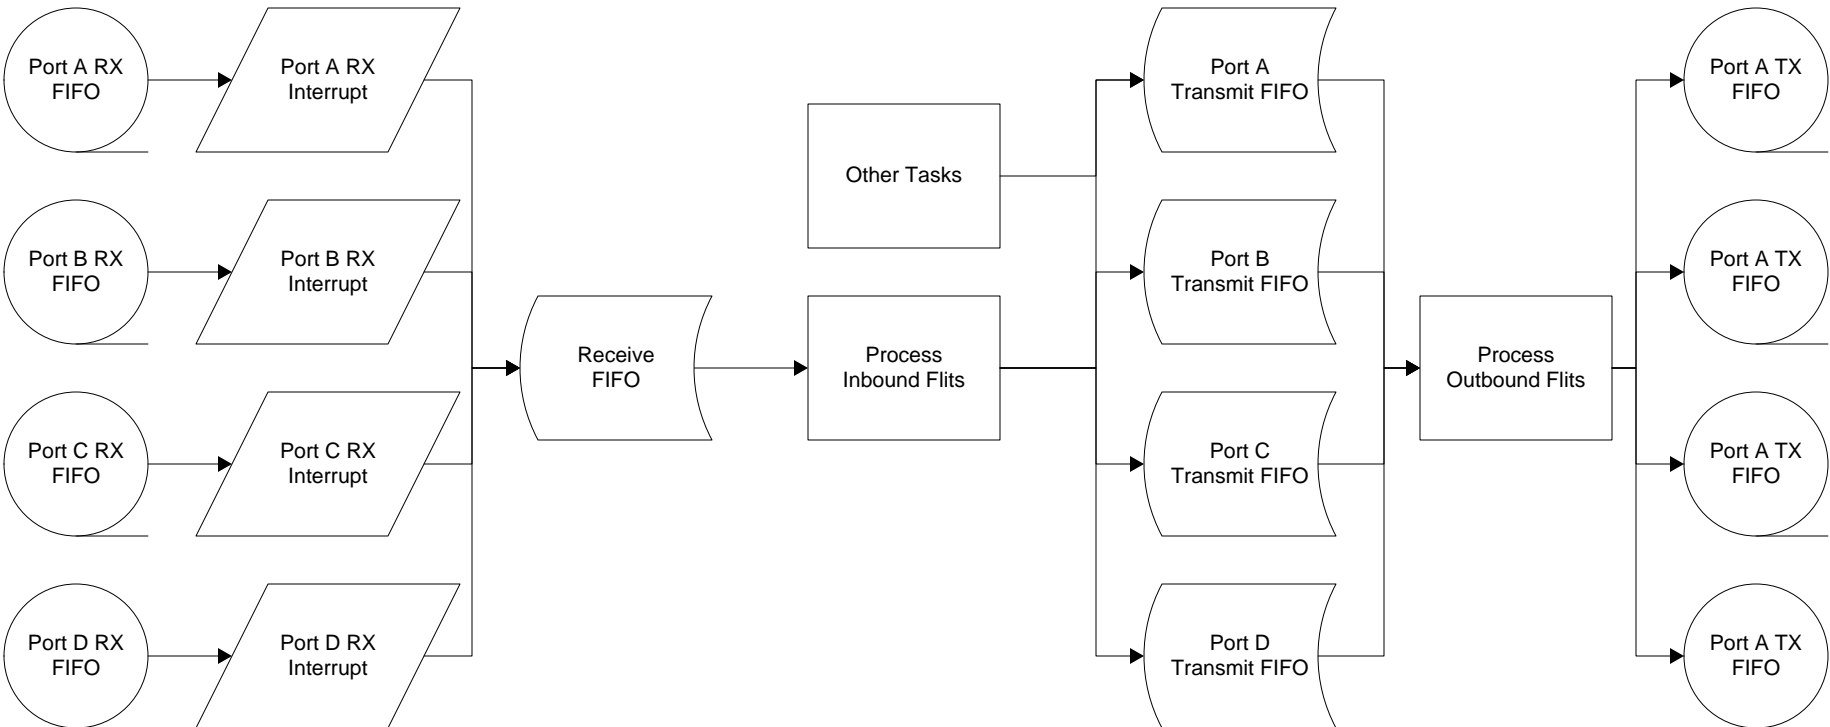 Port A RX
FIFO
Port A RX
Interrupt
Port A
Transmit FIFO
Port A TX
FIFO
Other Tasks
Port B RX
FIFO
Port B RX
Interrupt
Port B
Transmit FIFO
Port A TX
FIFO
Receive
FIFO
Process
Inbound Flits
Process
Outbound Flits
Port C RX
FIFO
Port C RX
Interrupt
Port C
Transmit FIFO
Port A TX
FIFO
Port D RX
FIFO
Port D RX
Interrupt
Port D
Transmit FIFO
Port A TX
FIFO